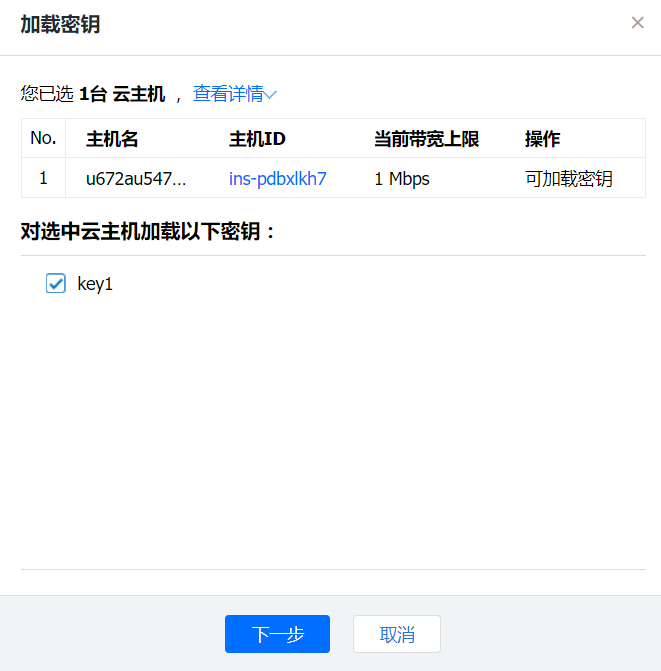 加载密钥
您已选 1台 云主机 ，查看详情
No. 主机名 主机ID 当前带宽上限 操作
1 u672au547... ins-pdbxlkh7 1 Mbps 可加载密钥
对选中云主机加载以下密钥：
key1
下一步 取消